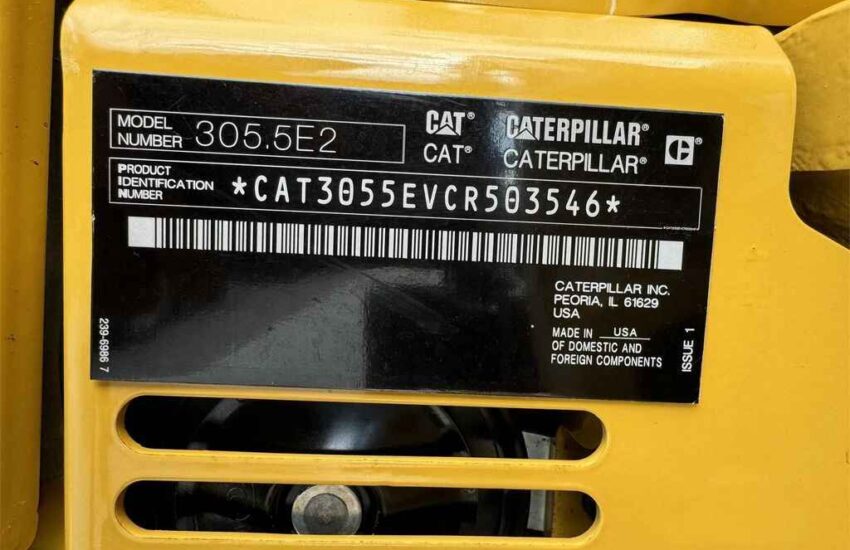 MODEL NUMBER 305.5E2
CAT® CATERPILLAR®
CAT® CATERPILLAR®
C®
PRODUCT
IDENTIFICATION
NUMBER
*CAT3055EVCR503546*
CATERPILLAR INC.
PEORIA, IL 61629
USA
MADE IN USA
OF DOMESTIC AND
FOREIGN COMPONENTS
239-6986 7
ISSUE 1